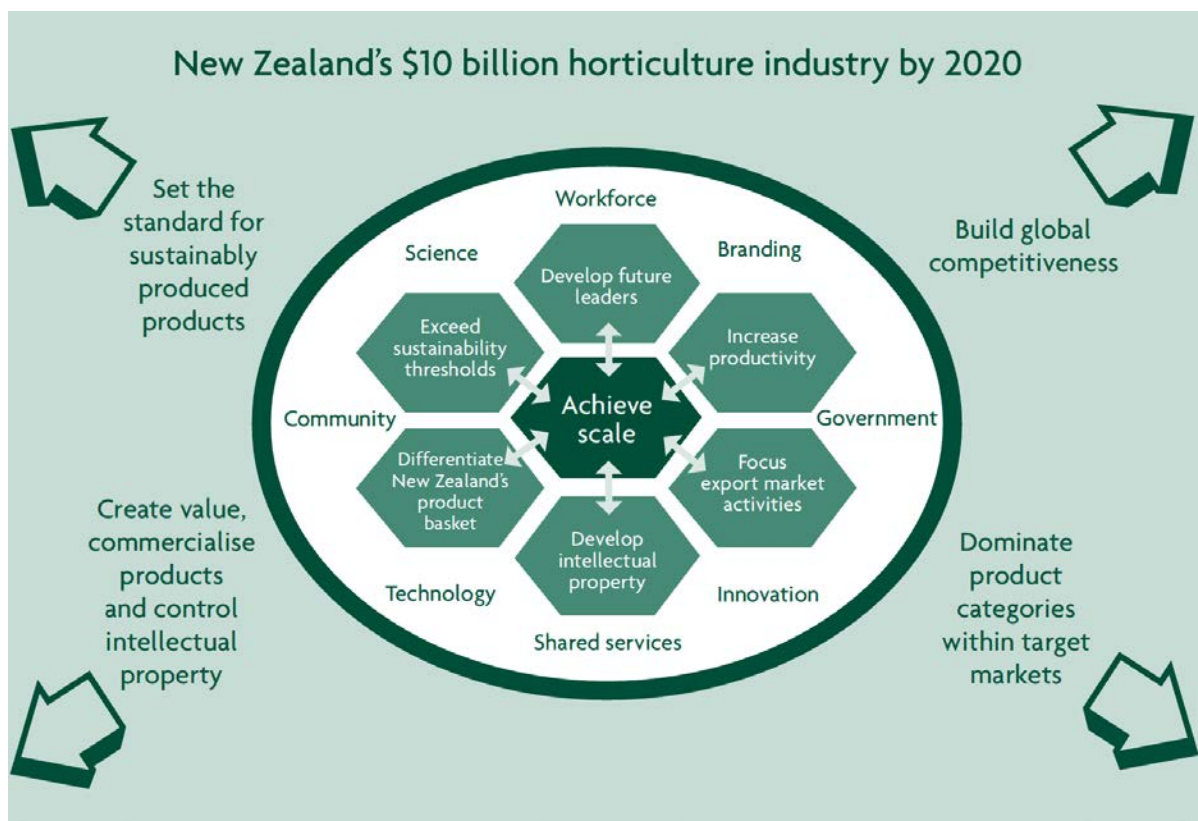 New Zealand's $10 billion horticulture industry by 2020
Set the
standard for
sustainably
produced
products
Build global
competitiveness
Workforce
Science
Branding
Develop future
leaders
Exceed
sustainability
thresholds
Increase
productivity
Achieve
scale
Community
Government
Differentiate
New Zealand's
product
basket
Focus
export market
activities
Develop
intellectual
property
Technology
Innovation
Shared services
Create value,
commercialise
products
and control
intellectual
property
Dominate
product
categories
within target
markets